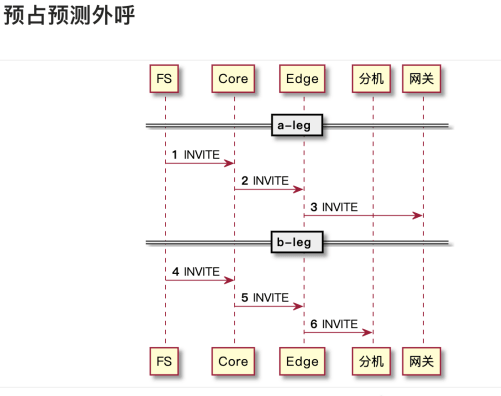 预占预测外呼
FS Core Edge 分机 网关
a-leg
1 INVITE
2 INVITE
3 INVITE
b-leg
4 INVITE
5 INVITE
6 INVITE
FS Core Edge 分机 网关